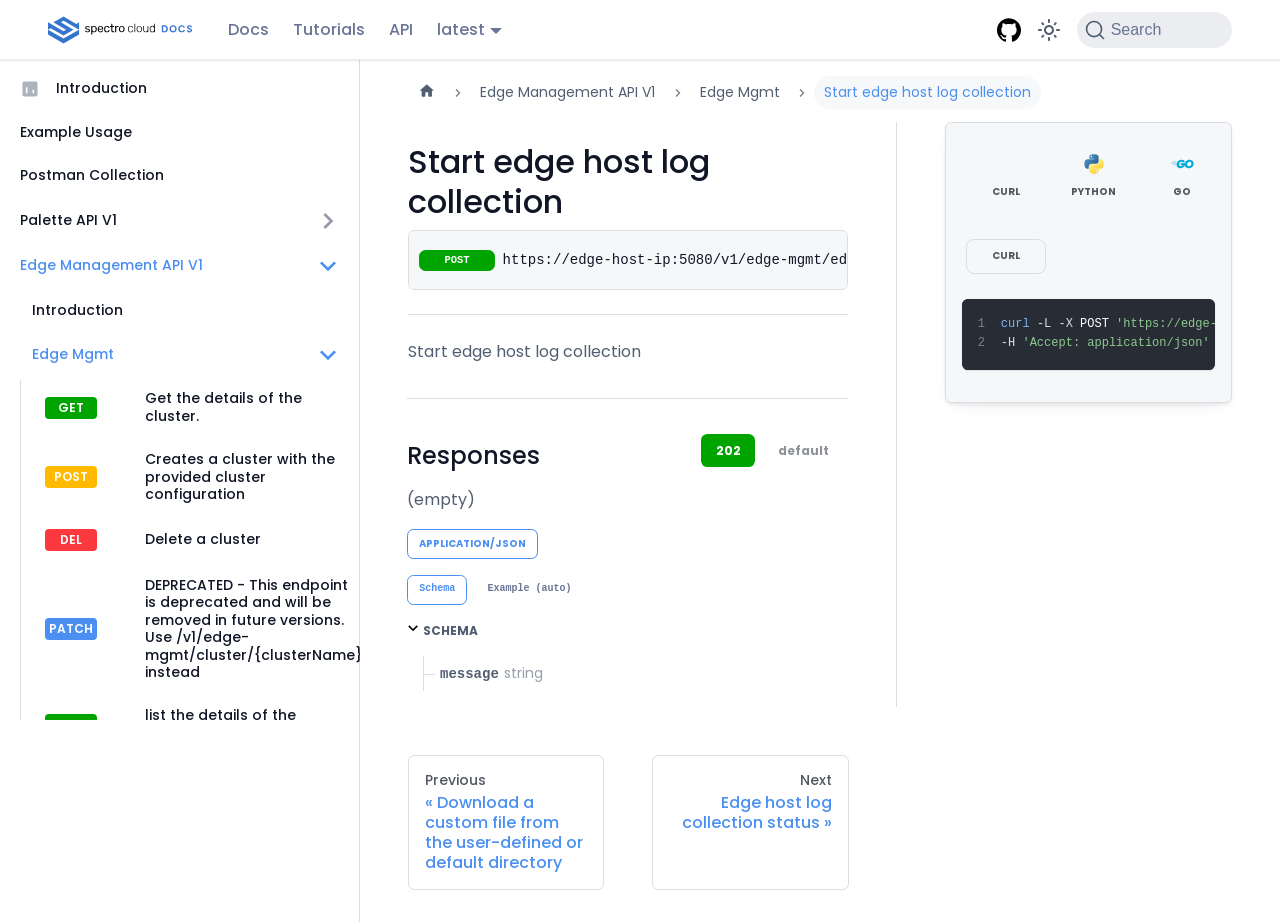 spectro cloud DOCS
Docs
Tutorials
API
latest
Search
Introduction
Example Usage
Postman Collection
Palette API V1
Edge Management API V1
Introduction
Edge Mgmt
GET
Get the details of the
cluster.
POST
Creates a cluster with the
provided cluster
configuration
DEL
Delete a cluster
PATCH
DEPRECATED - This endpoint
is deprecated and will be
removed in future versions.
Use /v1/edge-
mgmt/cluster/{clusterName}
instead
list the details of the
Edge Management API V1
Edge Mgmt
Start edge host log collection
Start edge host log
collection
POST https://edge-host-ip:5080/v1/edge-mgmt/ed
Start edge host log collection
Responses
202
default
(empty)
APPLICATION/JSON
Schema
Example (auto)
SCHEMA
message string
Previous
« Download a
custom file from
the user-defined or
default directory
Next
Edge host log
collection status »
CURL
PYTHON
GO
GO
CURL
1 curl -L -X POST 'https://edge-
2 -H 'Accept: application/json'